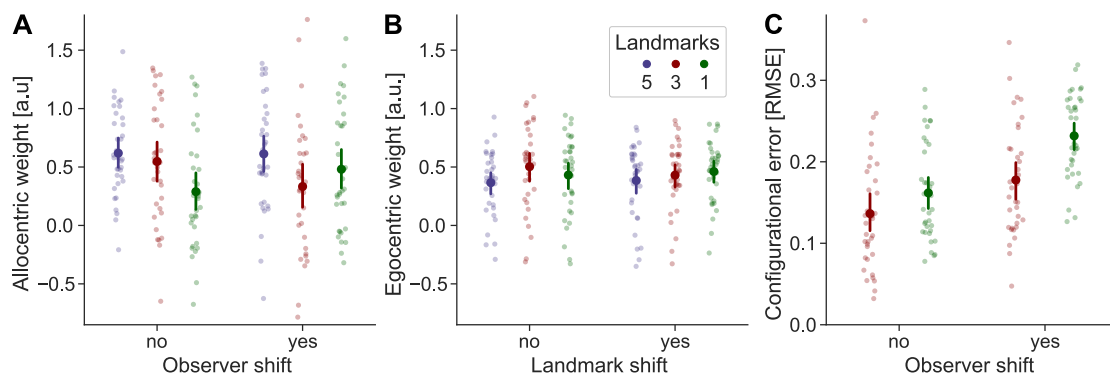 A
Allocentric weight [a.u]
1.5
1.0
0.5
0.0
−0.5
no
yes
Observer shift
B
Egocentric weight [a.u.]
1.5
1.0
0.5
0.0
−0.5
Landmarks
5 3 1
no
yes
Landmark shift
C
Configurational error [RMSE]
0.3
0.2
0.1
0.0
no
yes
Observer shift